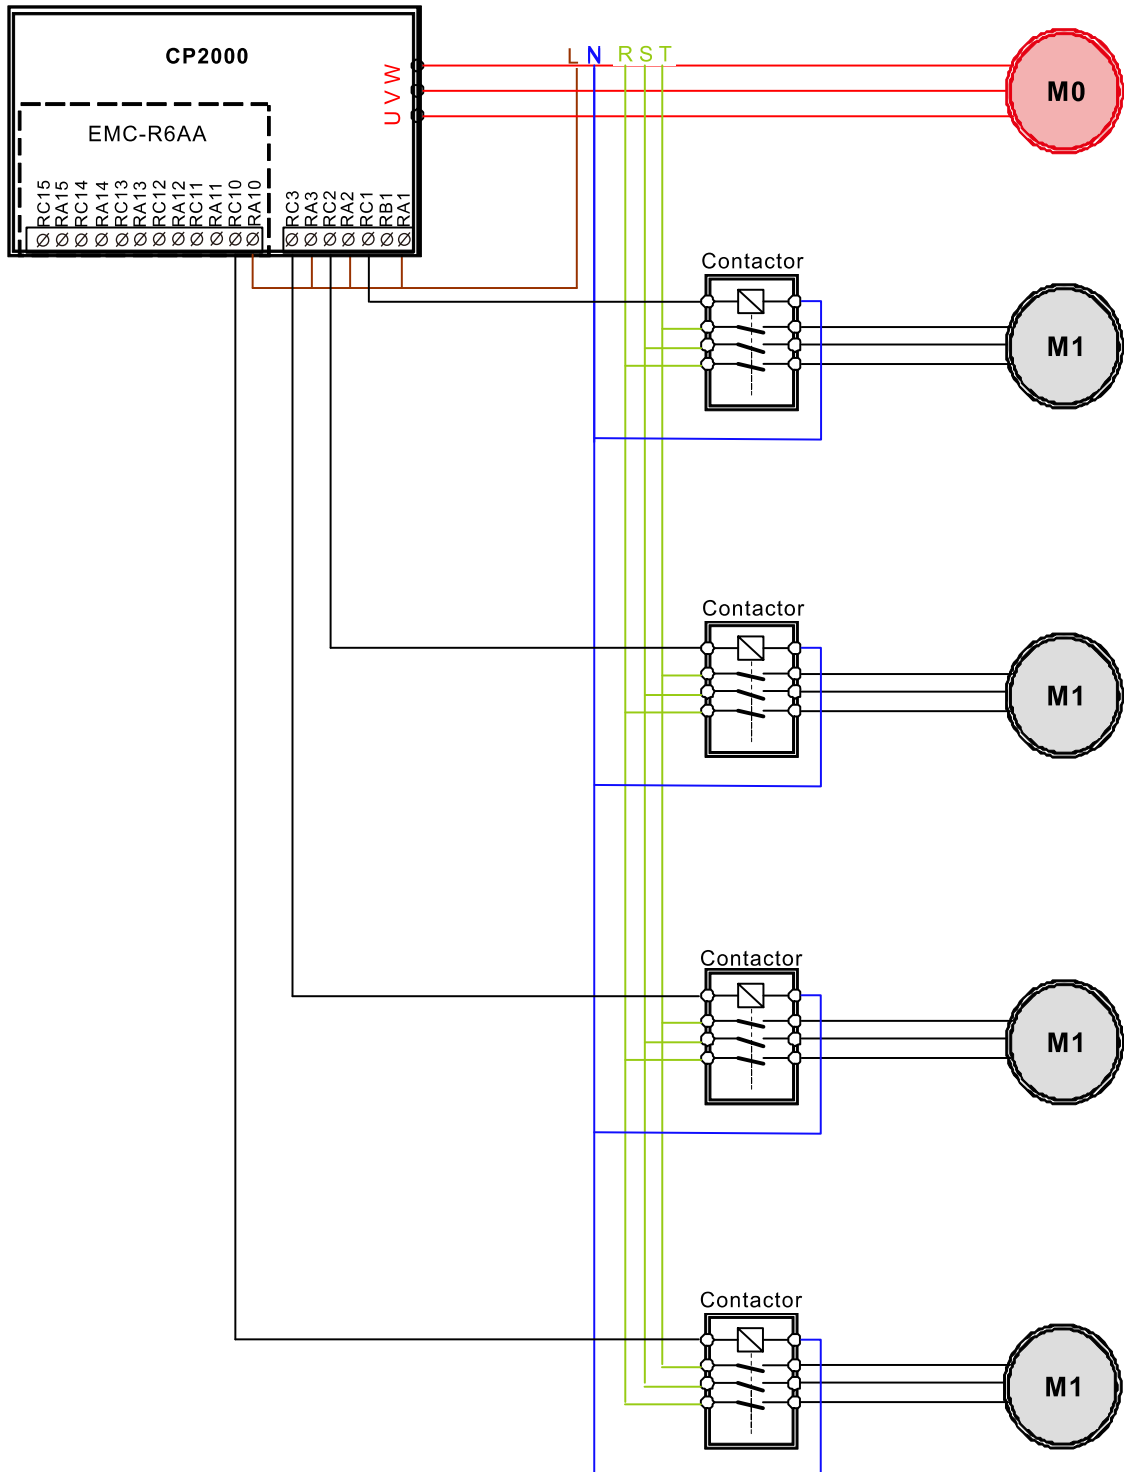 CP2000
EMC-R6AA
U V W
L N R S T
M0
RC15
RA15
RC14
RA14
RC13
RA13
RC12
RA12
RC11
RA11
RC10
RA10
RC3
RA3
RC2
RA2
RC1
RB1
RA1
Contactor
M1
Contactor
M1
Contactor
M1
Contactor
M1